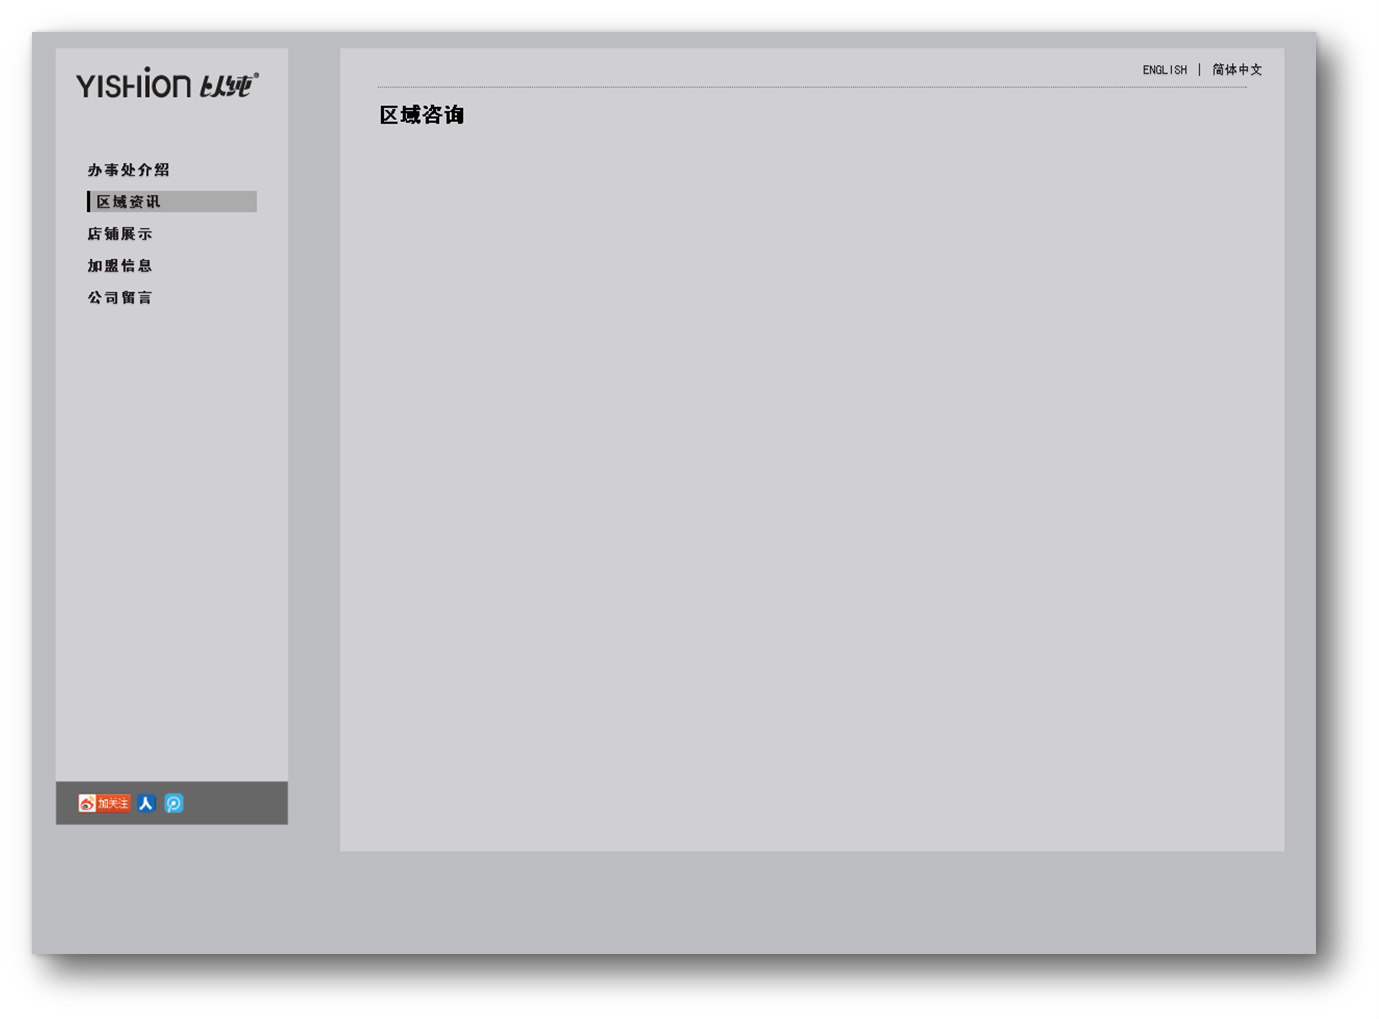 YISHION 以纯®
办事处介绍
区域资讯
店铺展示
加盟信息
公司留言
加关注
ENGLISH | 简体中文
区域咨询